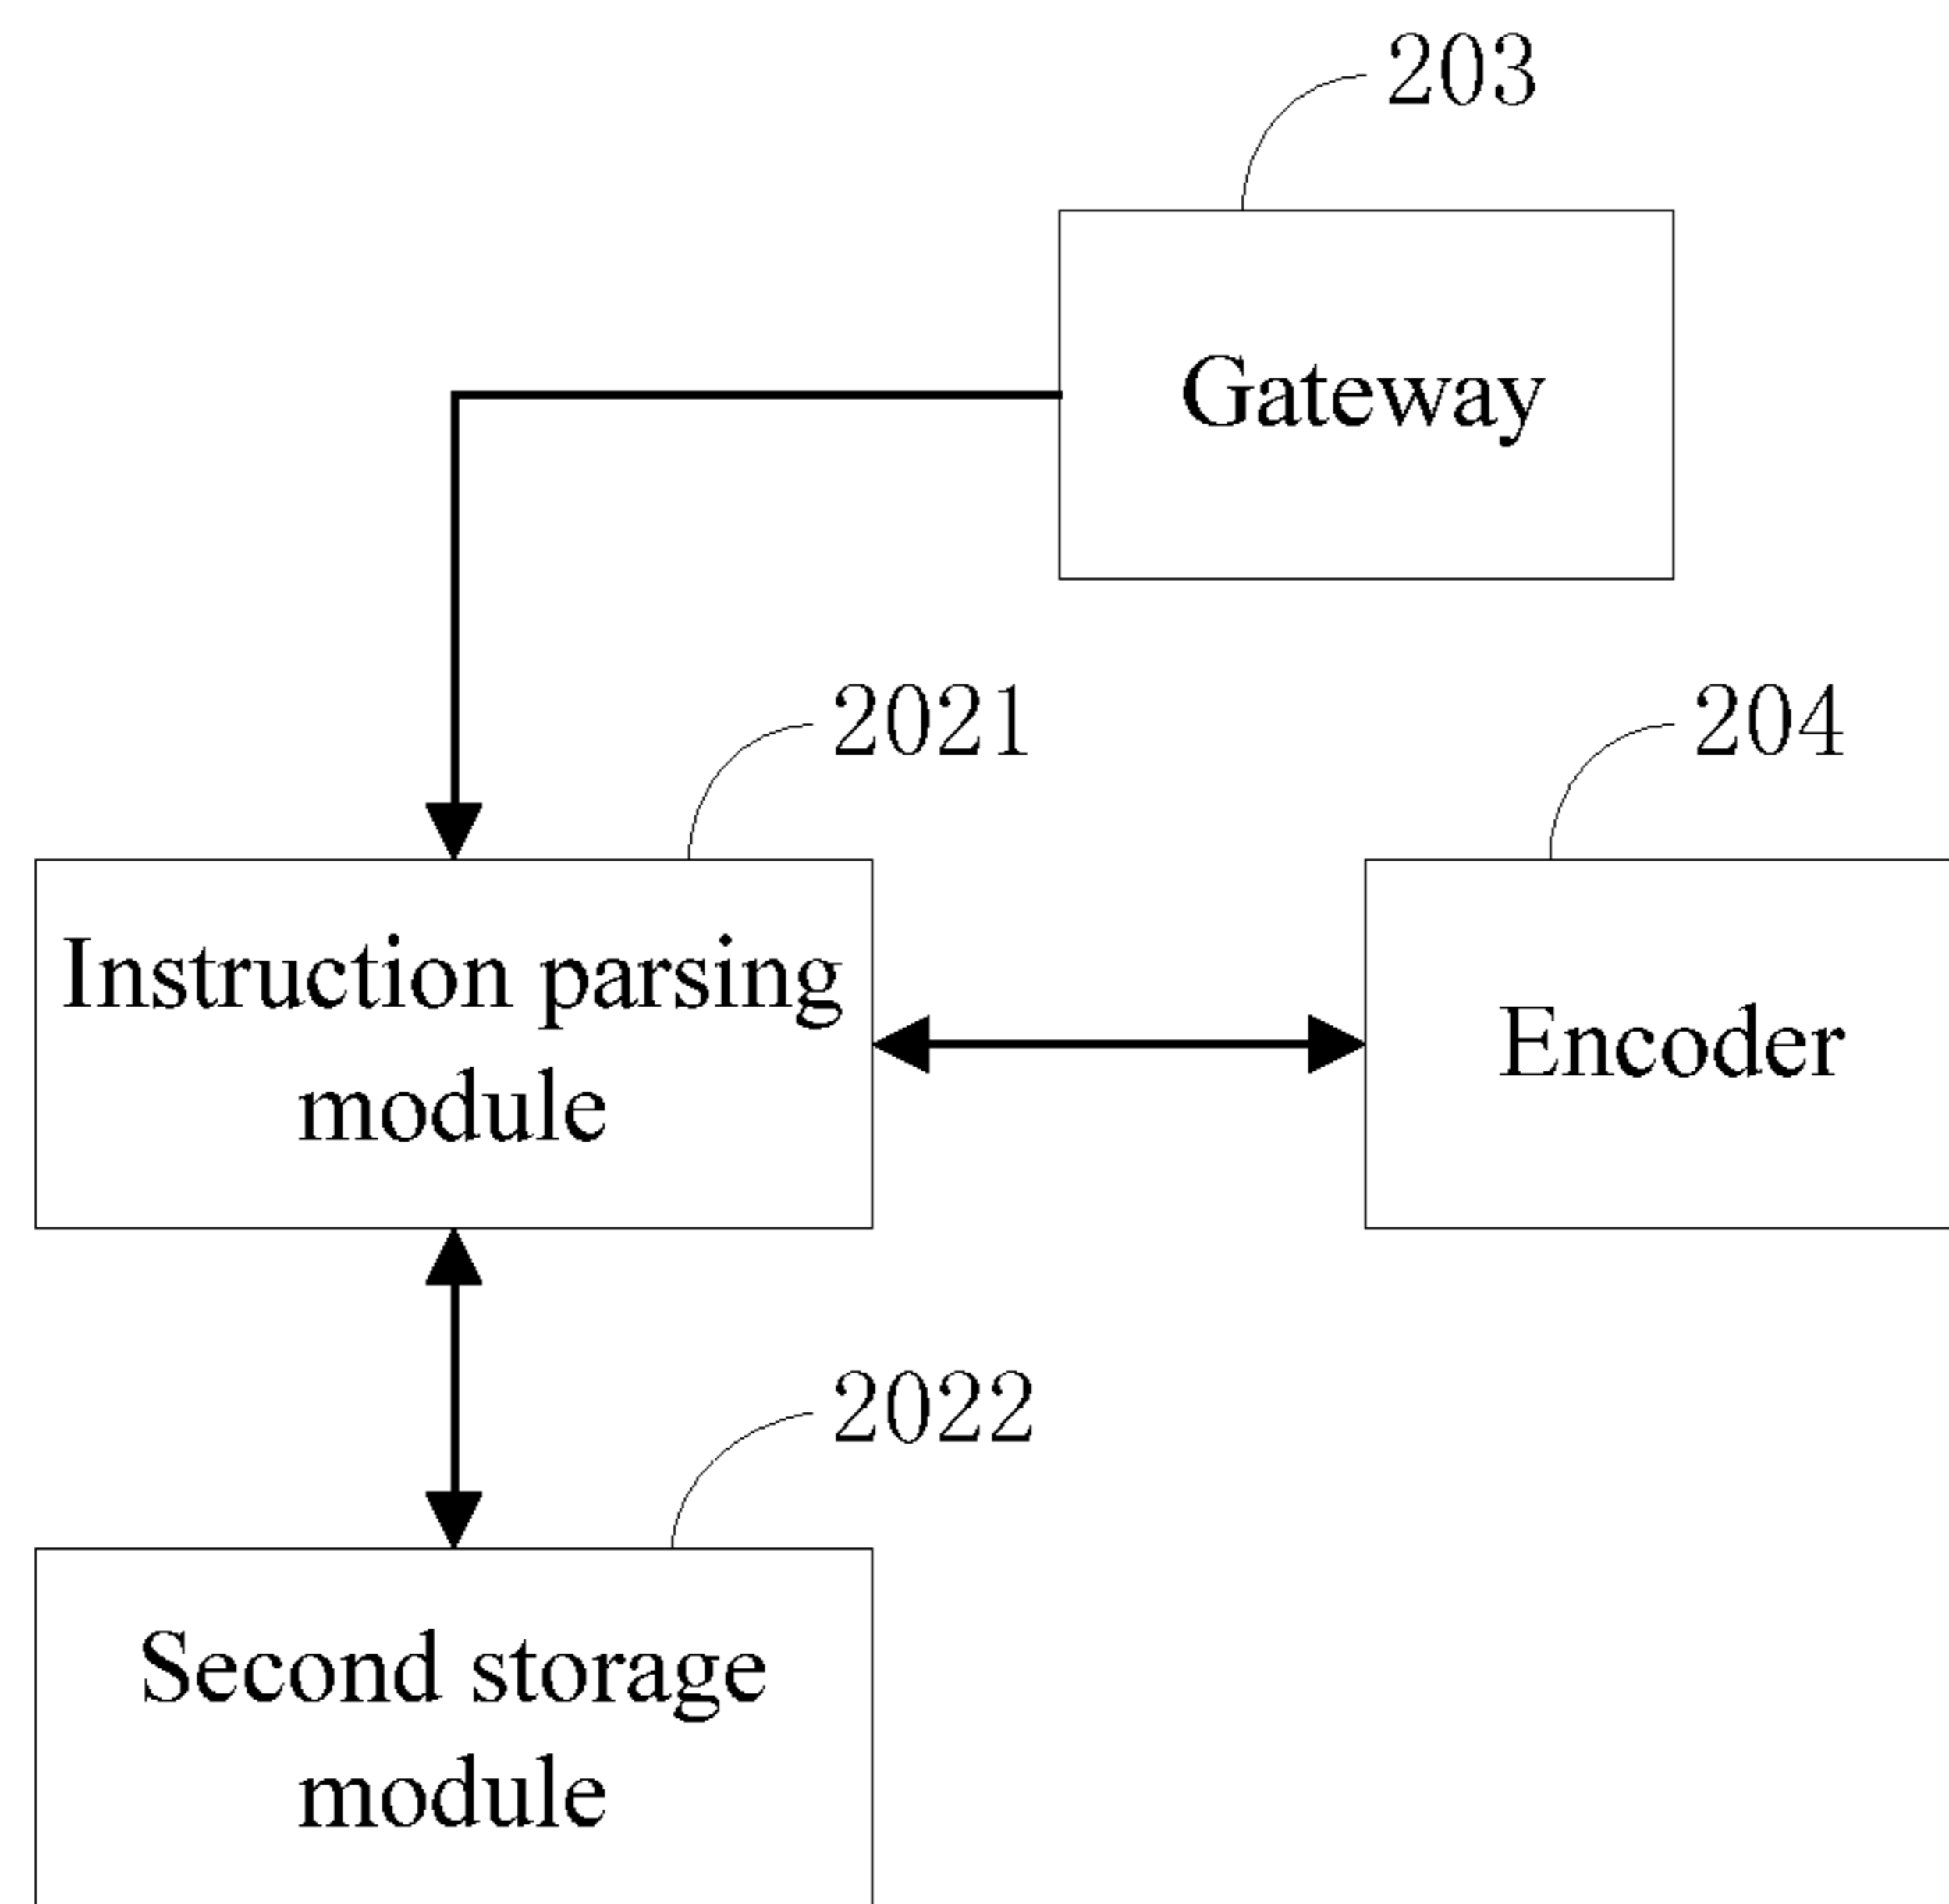 203
Gateway
2021
204
Instruction parsing
module
Encoder
2022
Second storage
module